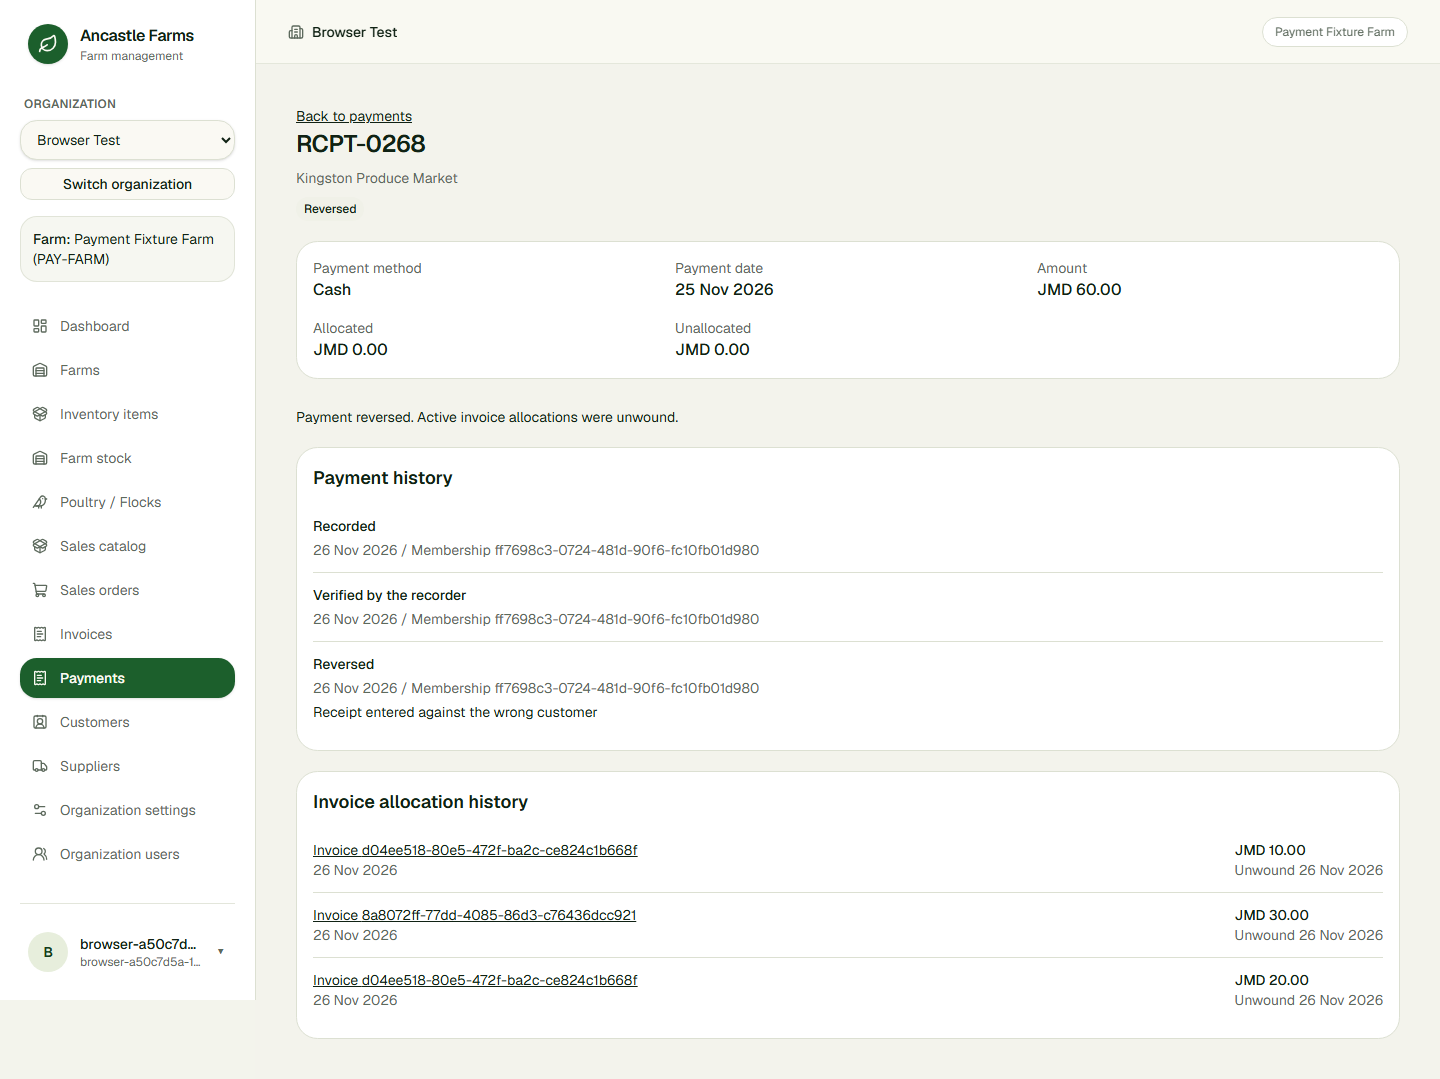 Ancastle Farms
Farm management
ORGANIZATION
Browser Test
Switch organization
Farm: Payment Fixture Farm
(PAY-FARM)
Dashboard
Farms
Inventory items
Farm stock
Poultry / Flocks
Sales catalog
Sales orders
Invoices
Payments
Customers
Suppliers
Organization settings
Organization users
B
browser-a50c7d...
browser-a50c7d5a-1...
Browser Test
Payment Fixture Farm
Back to payments
RCPT-0268
Kingston Produce Market
Reversed
Payment method
Cash
Payment date
25 Nov 2026
Amount
JMD 60.00
Allocated
JMD 0.00
Unallocated
JMD 0.00
Payment reversed. Active invoice allocations were unwound.
Payment history
Recorded
26 Nov 2026 / Membership ff7698c3-0724-481d-90f6-fc10fb01d980
Verified by the recorder
26 Nov 2026 / Membership ff7698c3-0724-481d-90f6-fc10fb01d980
Reversed
26 Nov 2026 / Membership ff7698c3-0724-481d-90f6-fc10fb01d980
Receipt entered against the wrong customer
Invoice allocation history
Invoice d04ee518-80e5-472f-ba2c-ce824c1b668f
26 Nov 2026
JMD 10.00
Unwound 26 Nov 2026
Invoice 8a8072ff-77dd-4085-86d3-c76436dcc921
26 Nov 2026
JMD 30.00
Unwound 26 Nov 2026
Invoice d04ee518-80e5-472f-ba2c-ce824c1b668f
26 Nov 2026
JMD 20.00
Unwound 26 Nov 2026